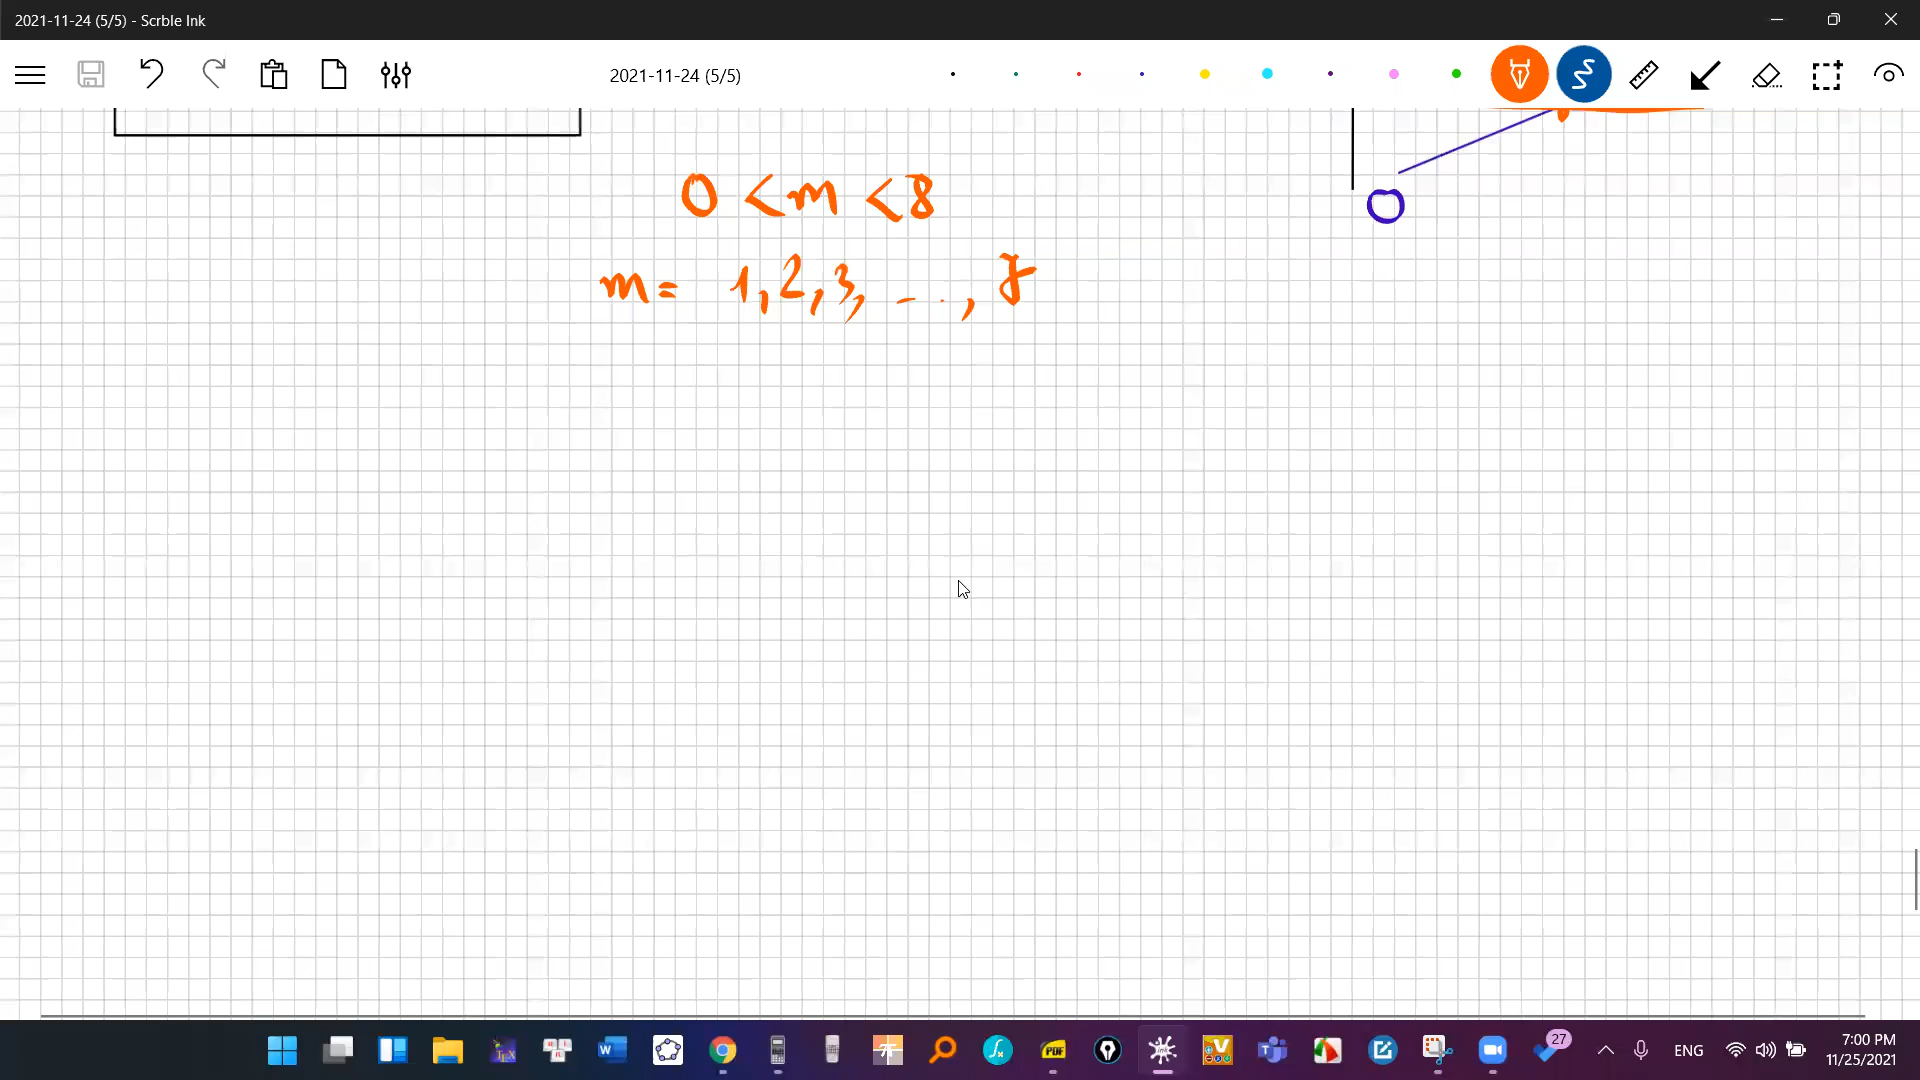 2021-11-24 (5/5) - Scrble Ink
2021-11-24 (5/5)
0 < m < 8
m = 1, 2, 3, ..., 7
27
ENG
7:00 PM
11/25/2021